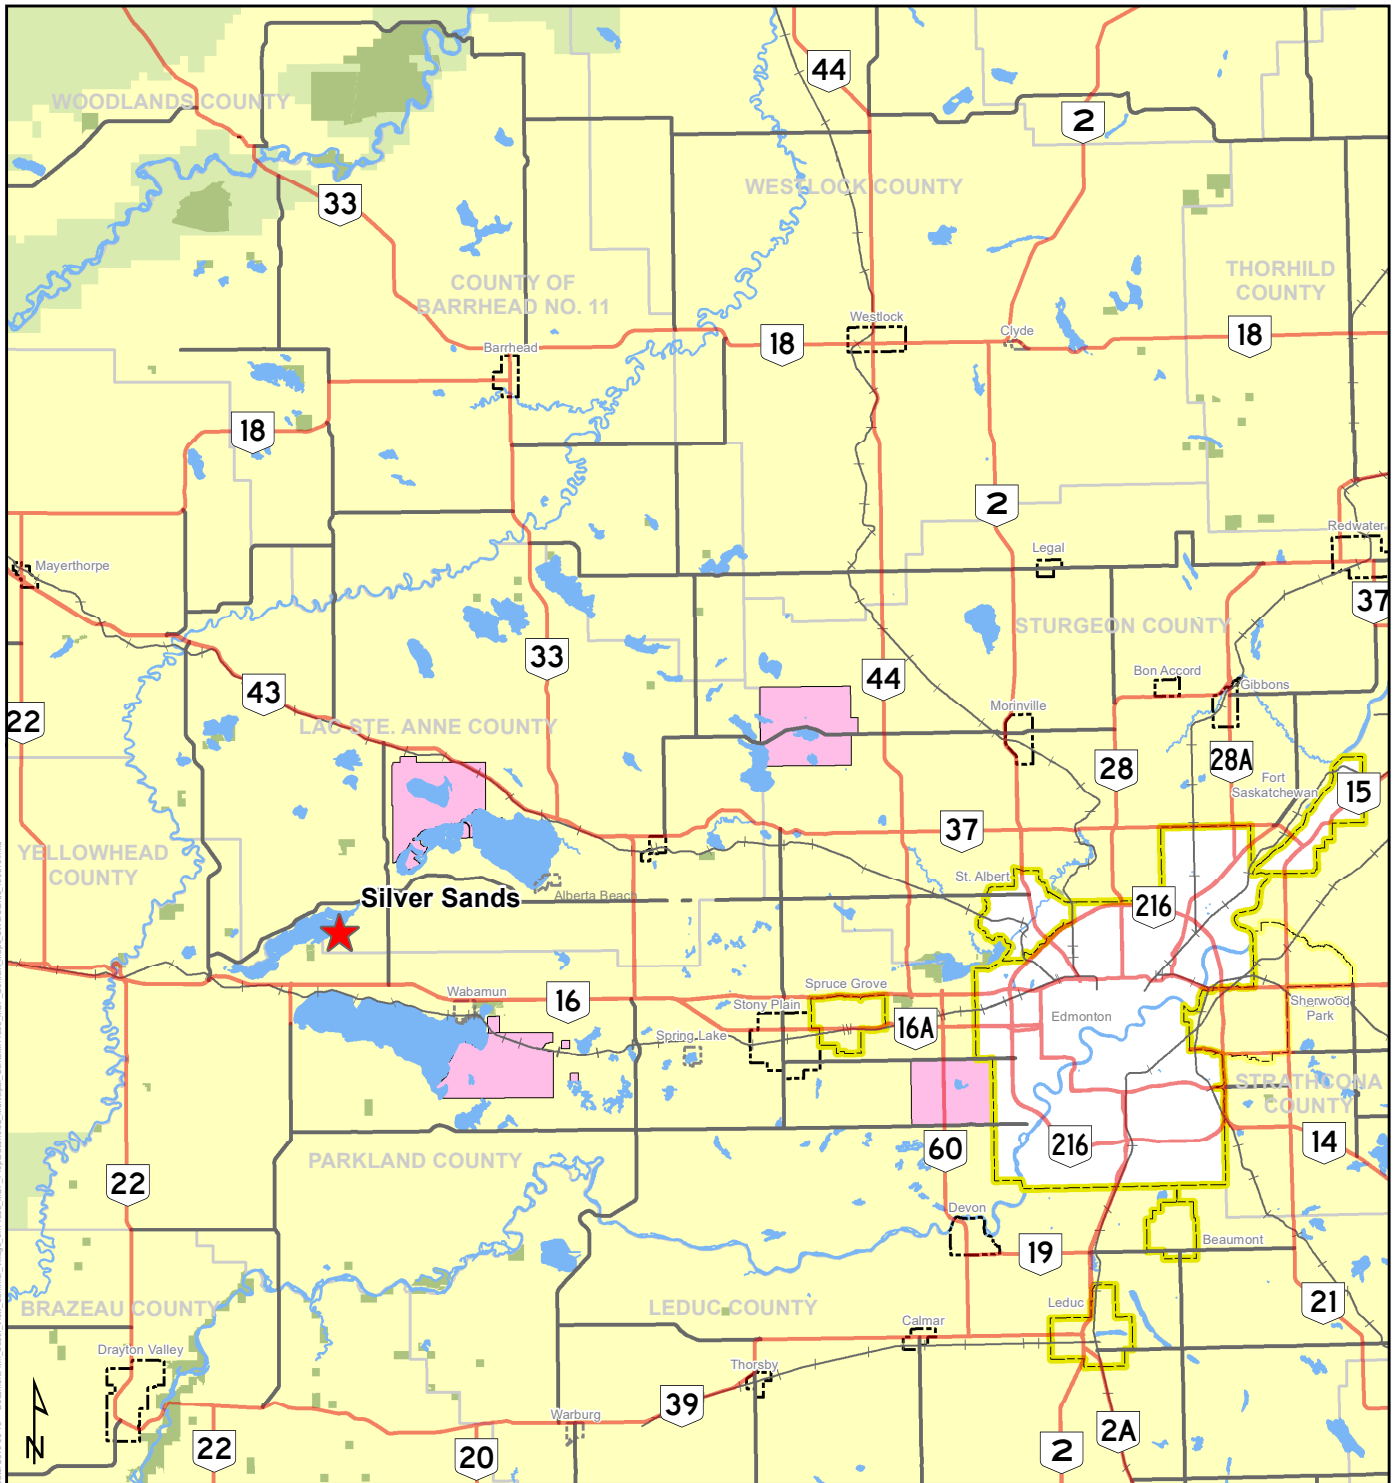 44
2
WOODLANDS COUNTY
WESTLOCK COUNTY
33
THORHILD
COUNTY
COUNTY OF
BARRHEAD NO. 11
Westlock
Clyde
18
18
Barrhead
18
2
Redwater
Legal
Mayerthorpe
37
STURGEON COUNTY
33
44
Bon Accord
Gibbons
43
22
LAC STE. ANNE COUNTY
Morinville
28
28A
Fort
Saskatchewan
15
37
YELLOWHEAD
COUNTY
St. Albert
Silver Sands
Alberta Beach
216
Wabamun
16
Stony Plain
Spruce Grove
Sherwood
Park
Edmonton
16A
Spring Lake
STRATHCONA
COUNTY
216
14
60
PARKLAND COUNTY
22
Devon
19
Beaumont
BRAZEAU COUNTY
LEDUC COUNTY
Leduc
21
Calmar
Drayton Valley
Thorsby
39
Warburg
N
22
20
2
2A